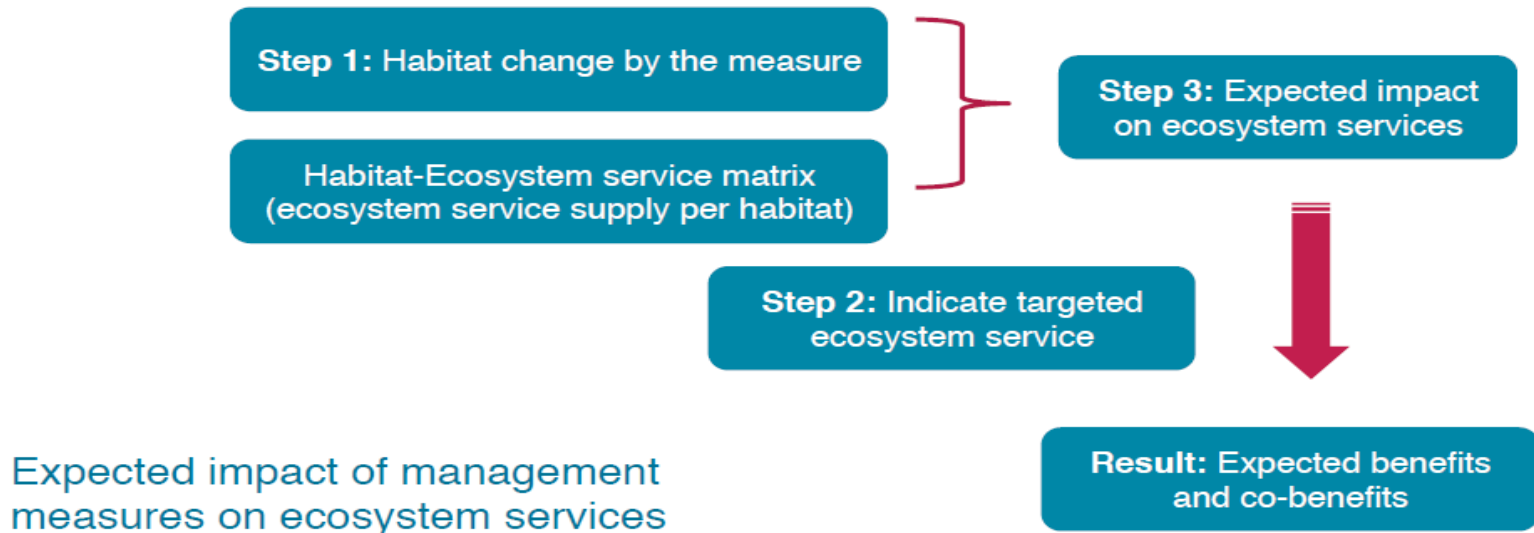 Step 1: Habitat change by the measure
Habitat-Ecosystem service matrix
(ecosystem service supply per habitat)
Step 3: Expected impact
on ecosystem services
Step 2: Indicate targeted
ecosystem service
Result: Expected benefits
and co-benefits
Expected impact of management
measures on ecosystem services